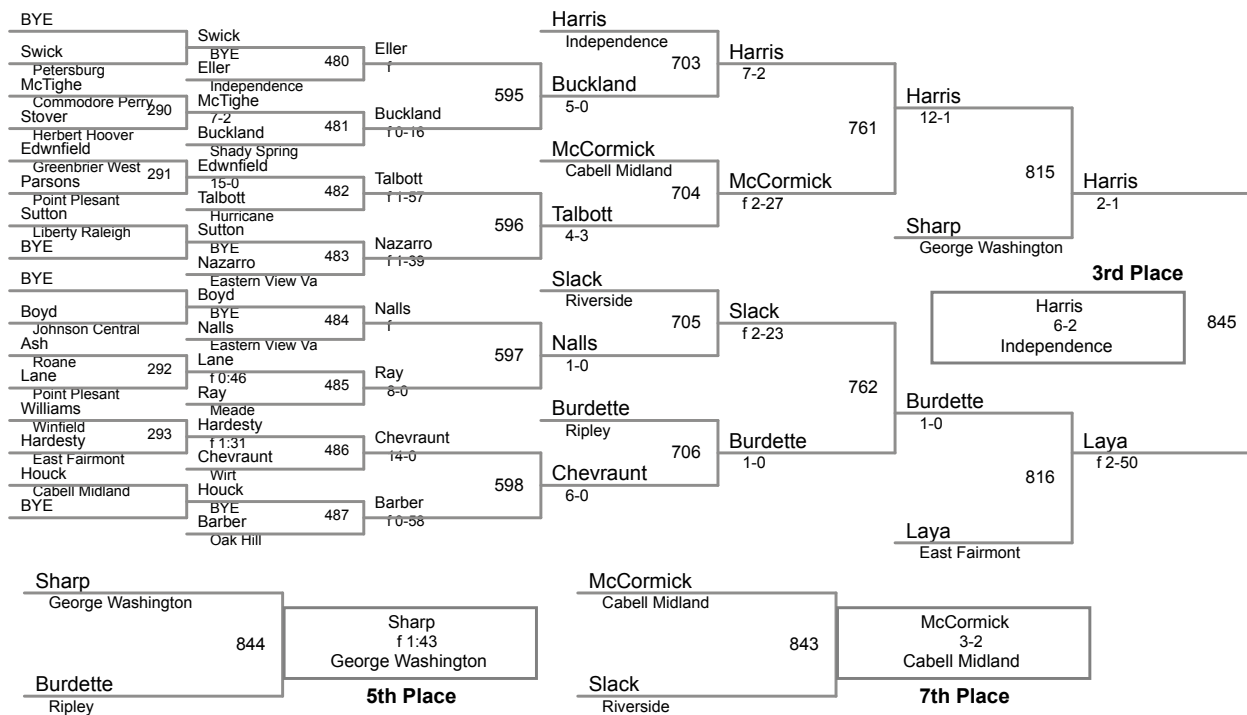 BYE
Swick
Petersburg
McTighe
Commodore Perry
290
Stover
Herbert Hoover
Edwnfield
Greenbrier West
291
Parsons
Point Plesant
Sutton
Liberty Raleigh
BYE
BYE
Boyd
Johnson Central
Ash
Roane
292
Lane
Point Plesant
Williams
Winfield
293
Hardesty
East Fairmont
Houck
Cabell Midland
BYE
Swick
BYE
480
Eller
Independence
McTighe
7-2
481
Buckland
Shady Spring
Edwnfield
15-0
482
Talbott
Hurricane
Sutton
BYE
483
Nazarro
Eastern View Va
Boyd
BYE
484
Nalls
Eastern View Va
Lane
f 0:46
485
Ray
Meade
Hardesty
f 1:31
486
Chevraunt
Wirt
Houck
BYE
487
Barber
Oak Hill
Eller
f
595
Buckland
f 0-16
Talbott
f 1-57
596
Nazarro
f 1-39
Nalls
f
597
Ray
8-0
Chevraunt
14-0
598
Barber
f 0-58
Harris
Independence
703
Buckland
5-0
McCormick
Cabell Midland
704
Talbott
4-3
Slack
Riverside
705
Nalls
1-0
Burdette
Ripley
706
Chevraunt
6-0
Harris
7-2
761
McCormick
f 2-27
Slack
f 2-23
762
Burdette
1-0
Harris
12-1
815
Sharp
George Washington
Burdette
1-0
816
Laya
East Fairmont
Harris
2-1
3rd Place
Harris
6-2
Independence
845
Laya
f 2-50
Sharp
George Washington
844
Burdette
Ripley
Sharp
f 1:43
George Washington
5th Place
McCormick
Cabell Midland
843
Slack
Riverside
McCormick
3-2
Cabell Midland
7th Place